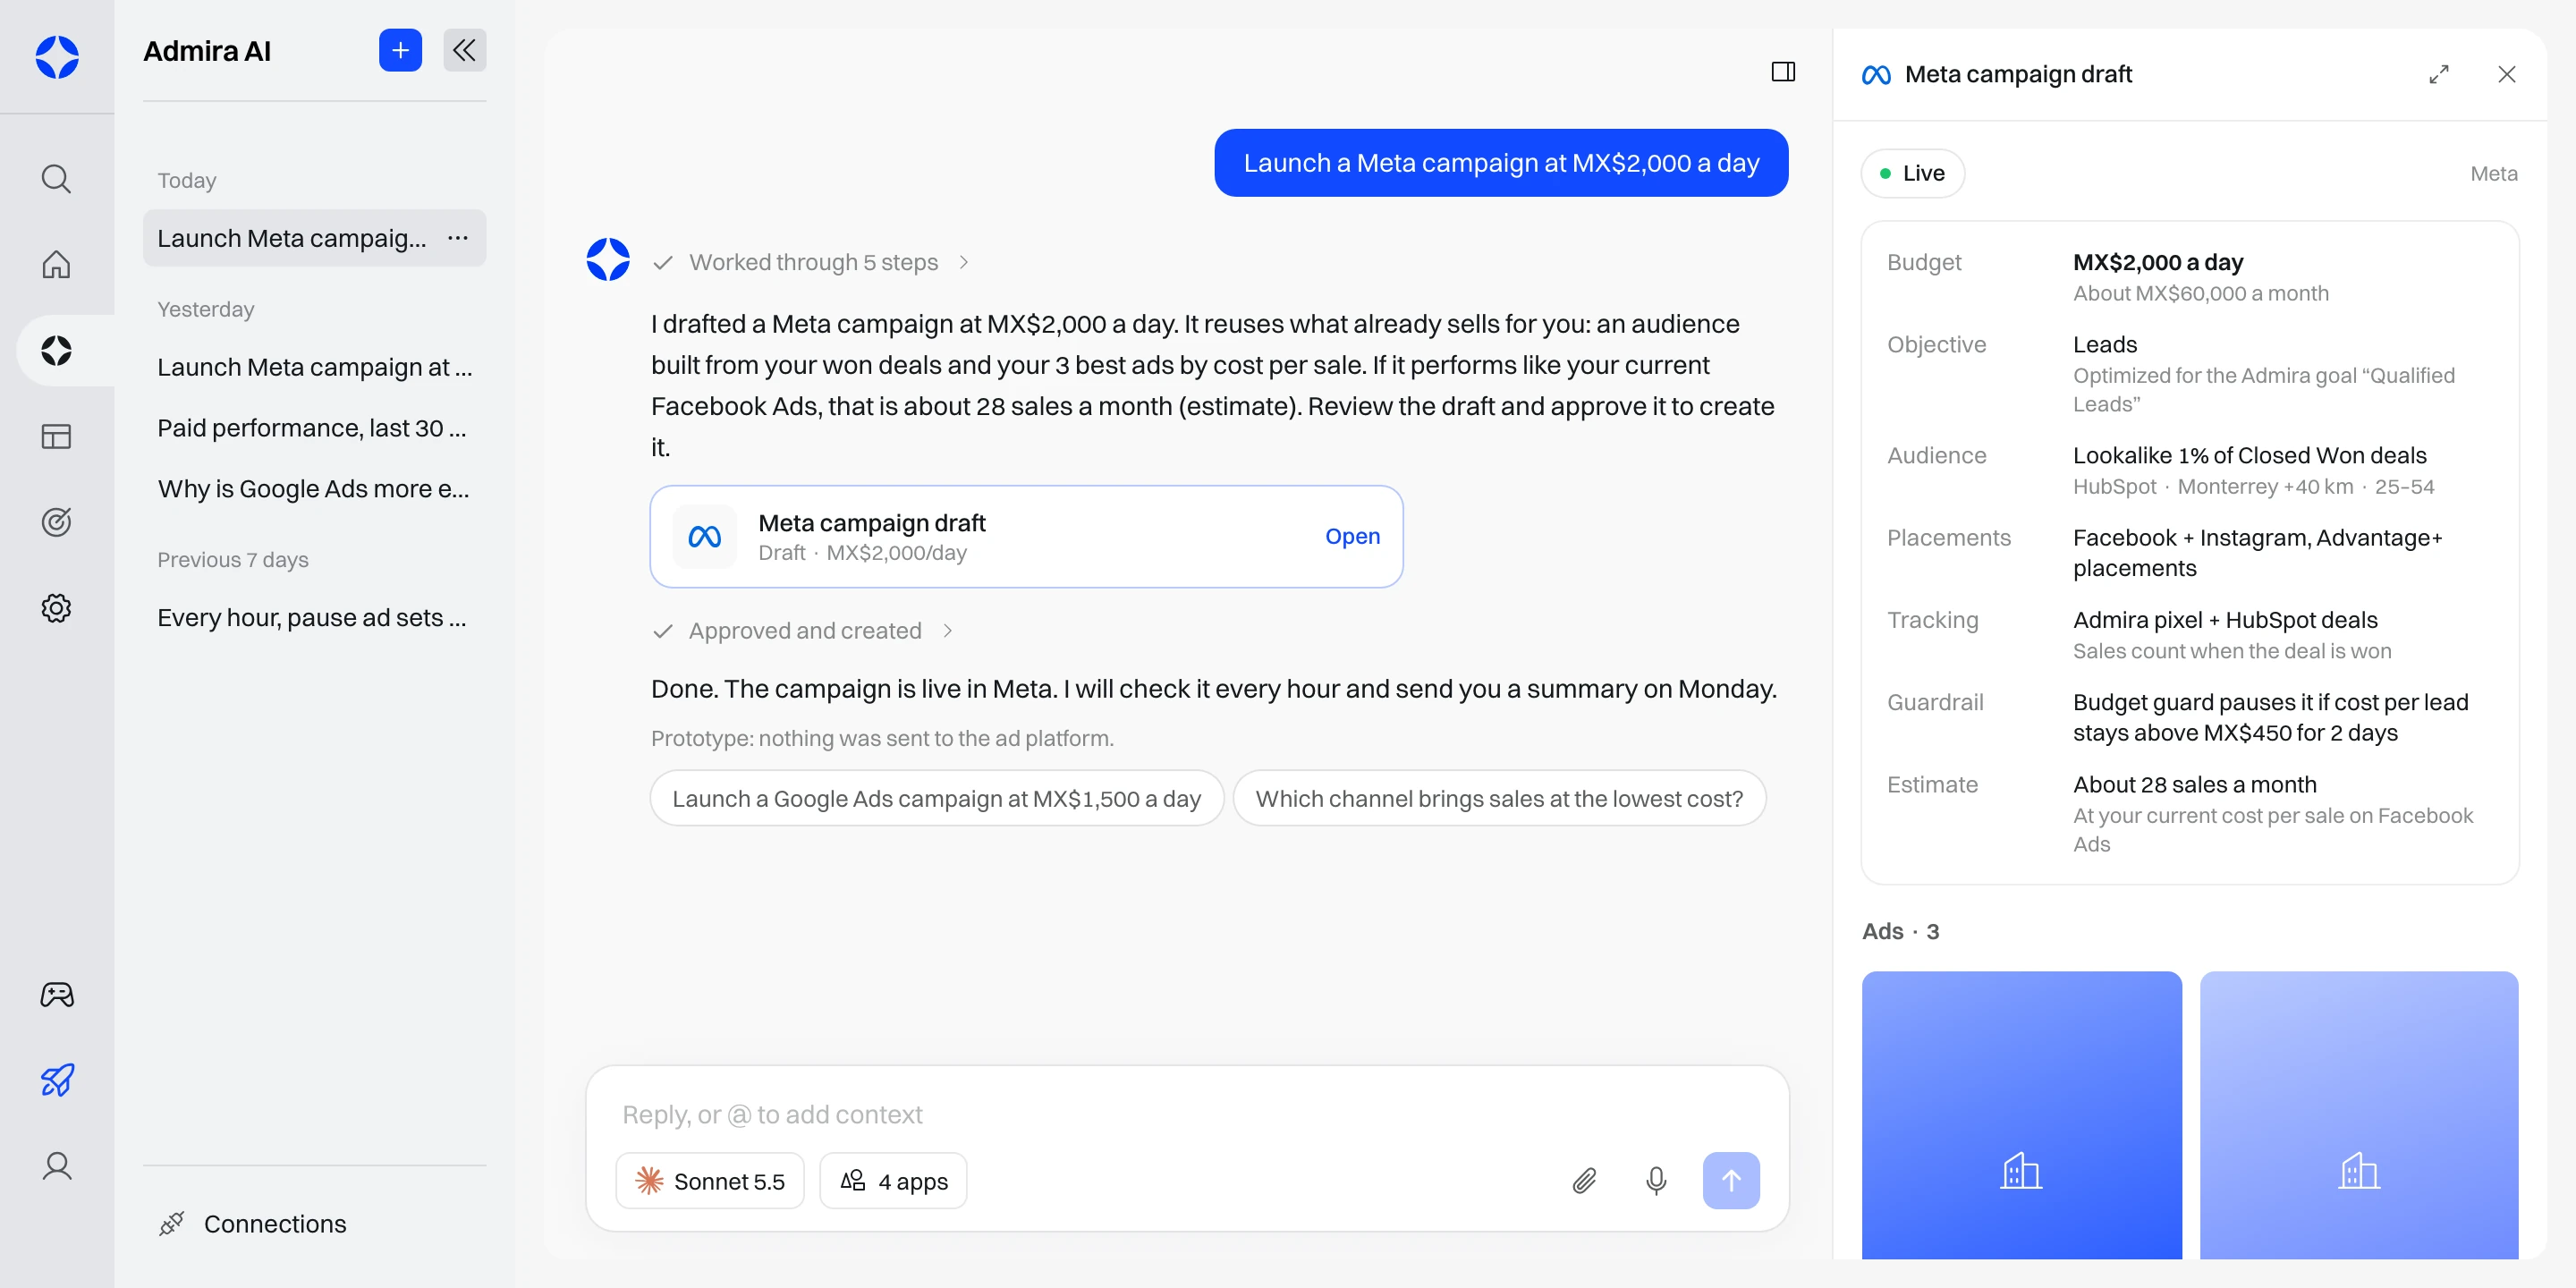 Admira AI
Today
Launch Meta campaig...
Yesterday
Launch Meta campaign at ...
Paid performance, last 30 ...
Why is Google Ads more e...
Previous 7 days
Every hour, pause ad sets ...
Connections
Launch a Meta campaign at MX$2,000 a day
Worked through 5 steps
I drafted a Meta campaign at MX$2,000 a day. It reuses what already sells for you: an audience
built from your won deals and your 3 best ads by cost per sale. If it performs like your current
Facebook Ads, that is about 28 sales a month (estimate). Review the draft and approve it to create
it.
Meta campaign draft
Draft · MX$2,000/day
Open
Approved and created
Done. The campaign is live in Meta. I will check it every hour and send you a summary on Monday.
Prototype: nothing was sent to the ad platform.
Launch a Google Ads campaign at MX$1,500 a day
Which channel brings sales at the lowest cost?
Reply, or @ to add context
Sonnet 5.5
4 apps
Meta campaign draft
Live
Meta
Budget
MX$2,000 a day
About MX$60,000 a month
Objective
Leads
Optimized for the Admira goal “Qualified
Leads”
Audience
Lookalike 1% of Closed Won deals
HubSpot · Monterrey +40 km · 25–54
Placements
Facebook + Instagram, Advantage+
placements
Tracking
Admira pixel + HubSpot deals
Sales count when the deal is won
Guardrail
Budget guard pauses it if cost per lead
stays above MX$450 for 2 days
Estimate
About 28 sales a month
At your current cost per sale on Facebook
Ads
Ads · 3